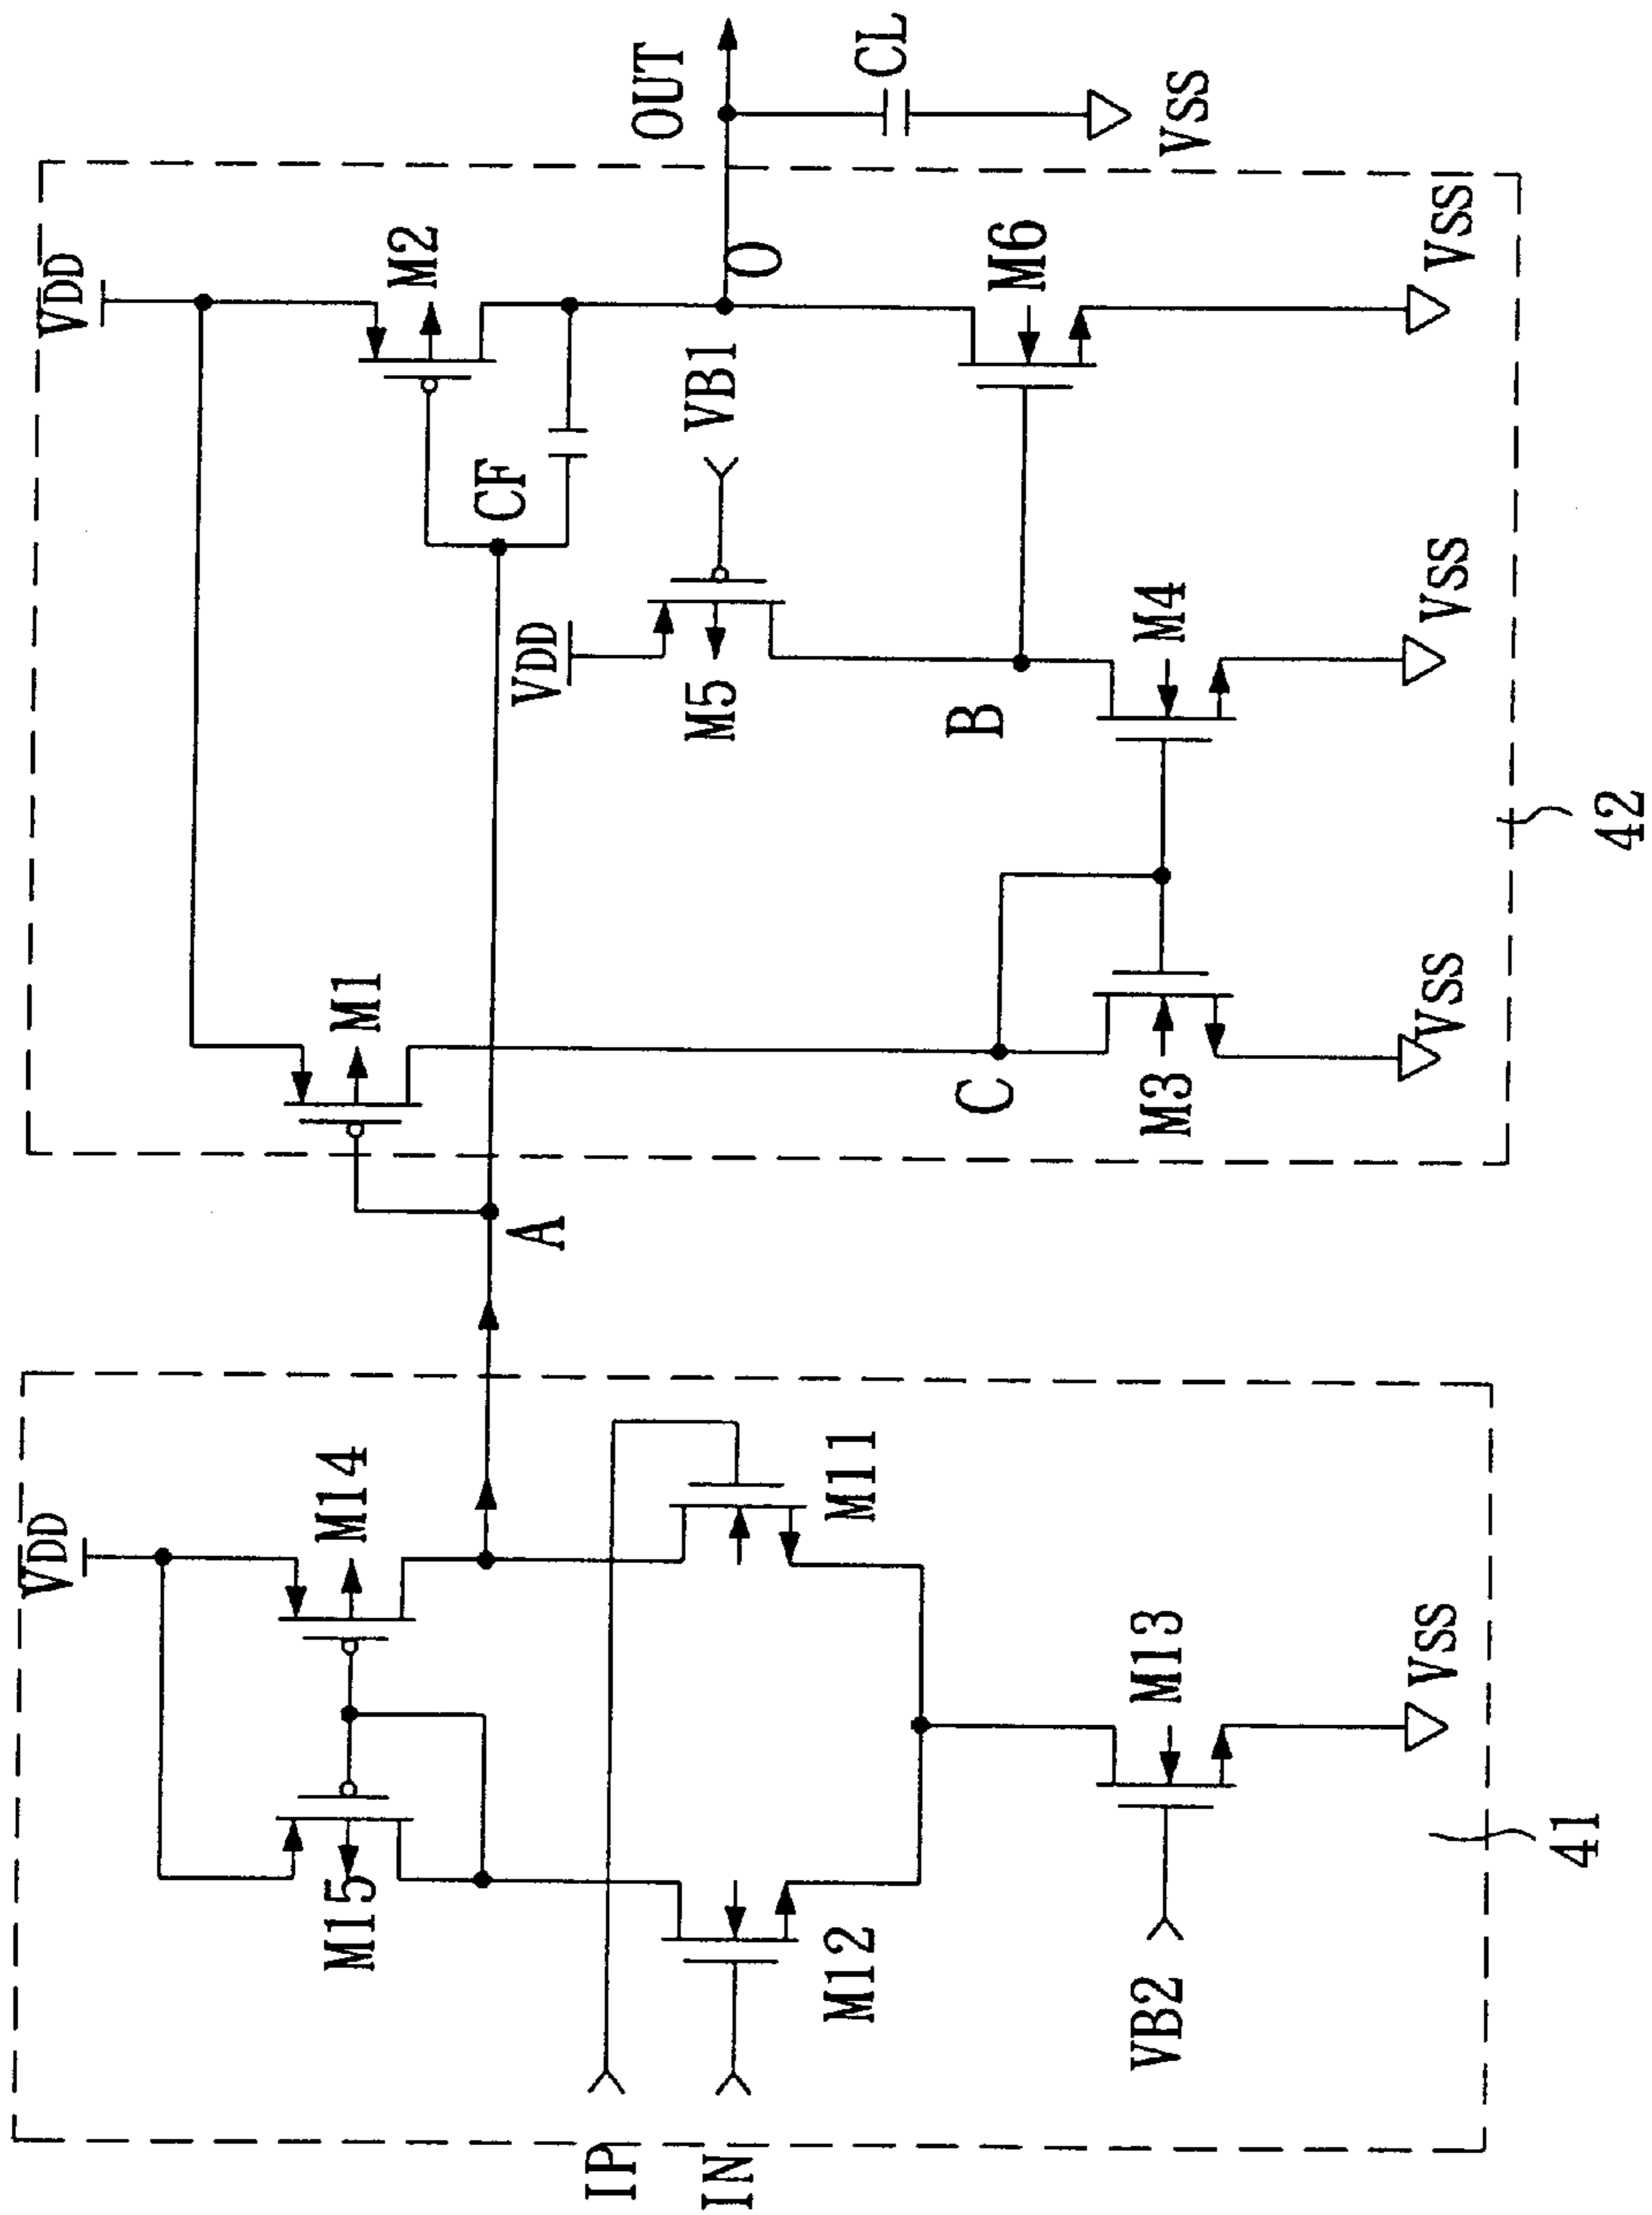 VDD
VDD
M15
M14
M1
M2
OUT
A
CF
CL
IP
IN
VDD
M5
VB1
O
M12
M11
C
B
M6
VB2
M13
M3
M4
VSS
VSS
VSS
VSS
VSS
41
42